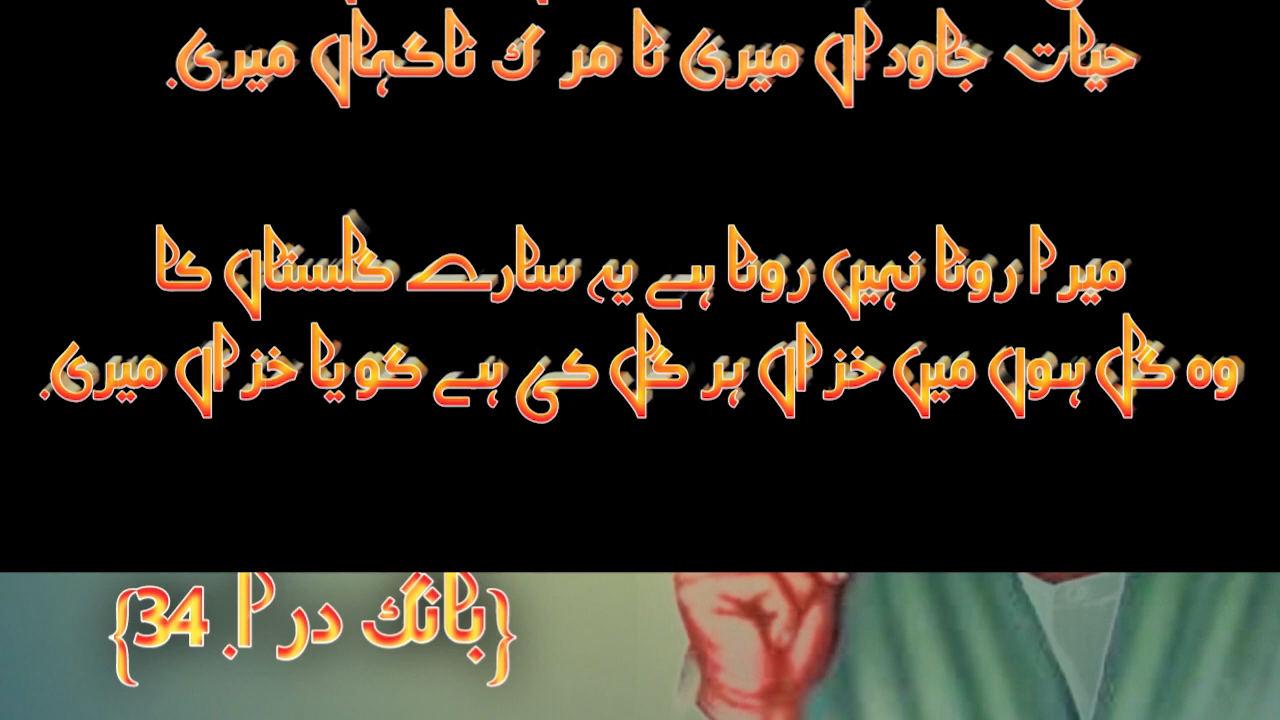 حیات جاوداں میری نا مرگ ناگہاں میری.
میرا رونا نہیں رونا ہے یہ سارے گلستاں کا
وہ گل ہوں میں خزاں ہر گل کی ہے گویا خزاں میری.
{بانگ درا. 34}